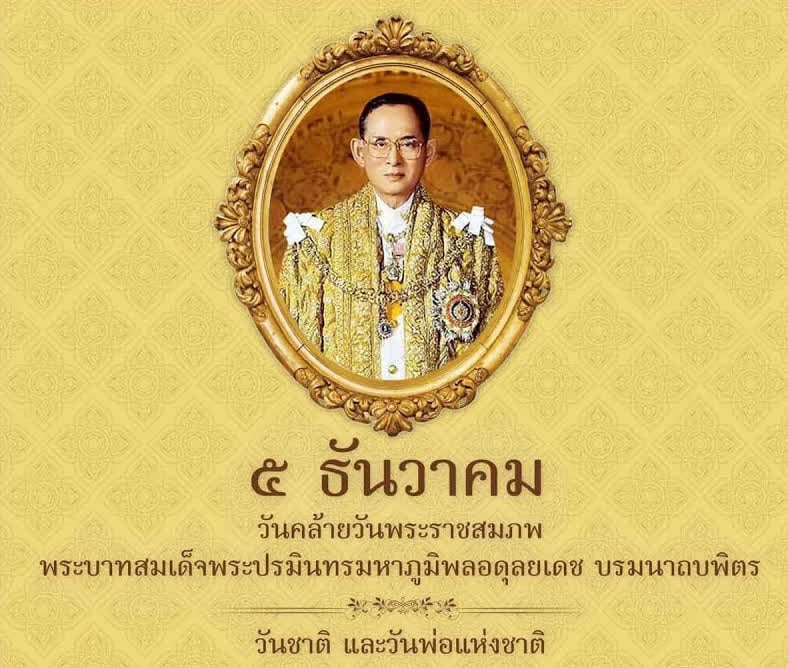 ๕ ธันวาคม
วันคล้ายวันพระราชสมภพ
พระบาทสมเด็จพระปรมินทรมหาภูมิพลอดุลยเดช บรมนาถบพิตร
วันชาติ และวันพ่อแห่งชาติ